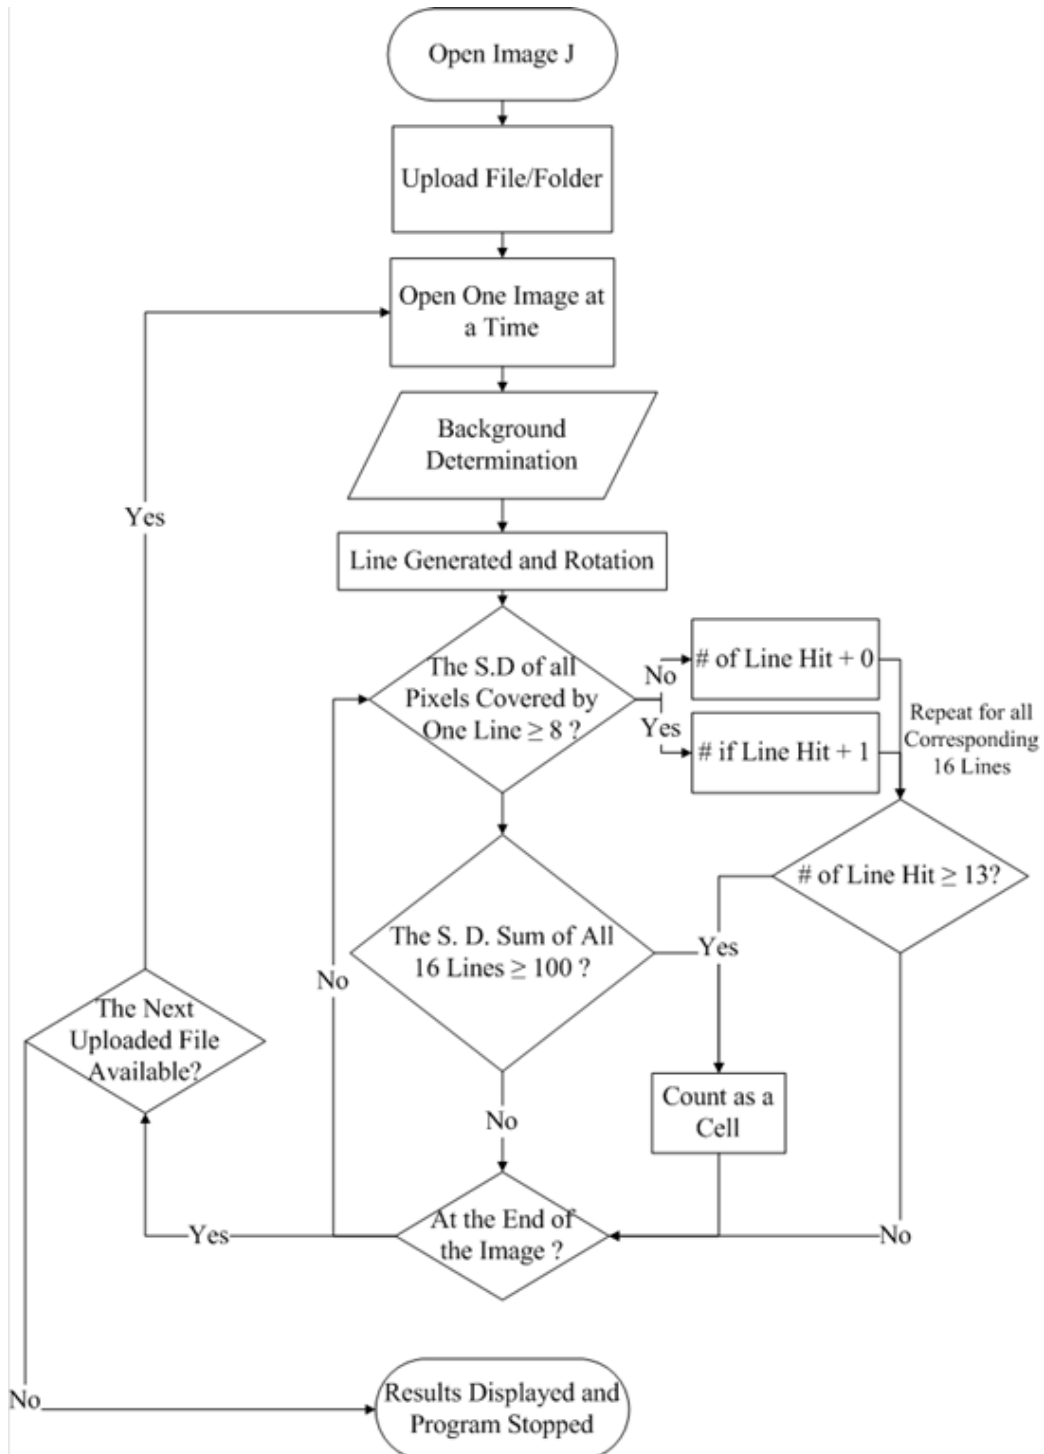 Open Image J
Upload File/Folder
Open One Image at
a Time
Background
Determination
Yes
Line Generated and Rotation
The S.D of all
Pixels Covered by
One Line ≥ 8 ?
No
# of Line Hit + 0
Yes
# if Line Hit + 1
Repeat for all
Corresponding
16 Lines
# of Line Hit ≥ 13?
The S. D. Sum of All
16 Lines ≥ 100 ?
Yes
No
The Next
Uploaded File
Available?
Count as a
Cell
No
At the End of
the Image ?
Yes
No
No
Results Displayed and
Program Stopped